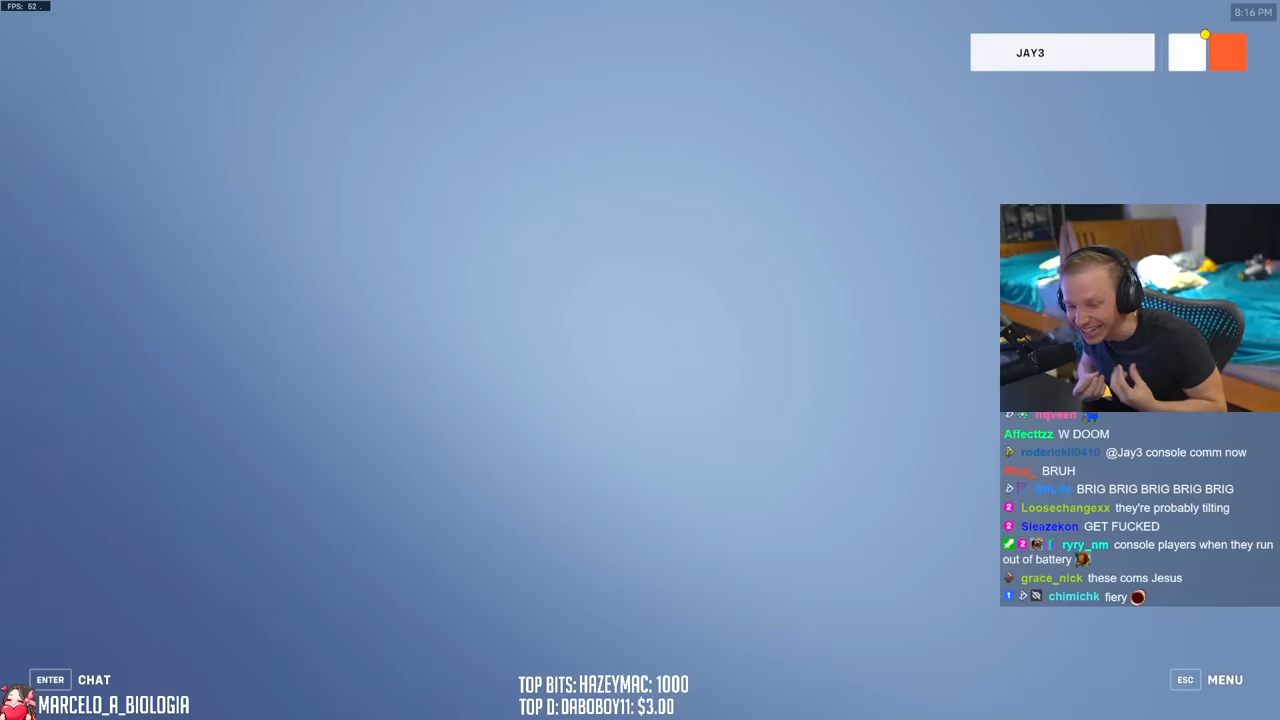 FPS: 52 .
8:16 PM
JAY3
Affecttzz W DOOM
roderickll0410 @Jay3 console comm now
BRUH
BRIG BRIG BRIG BRIG BRIG
Loosechangexx they're probably tilting
Sleazekon GET FUCKED
ryry_nm console players when they run
out of battery
grace_nick these coms Jesus
chimichk fiery
ENTER CHAT
ESC MENU
MARCELO_A_BIOLOGIA
TOP BITS: HAZEYMAC: 1000
TOP D: DABOBOY11: $3.00